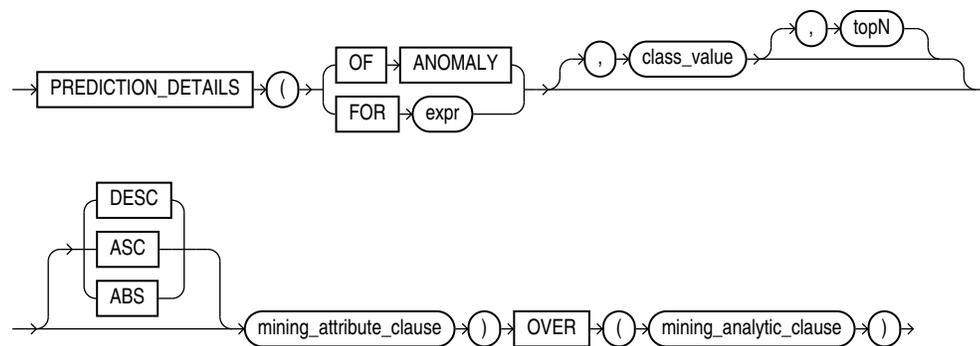 , topN
OF ANOMALY , class_value
PREDICTION_DETAILS (
FOR expr
DESC
ASC
ABS
mining_attribute_clause ) OVER ( mining_analytic_clause )